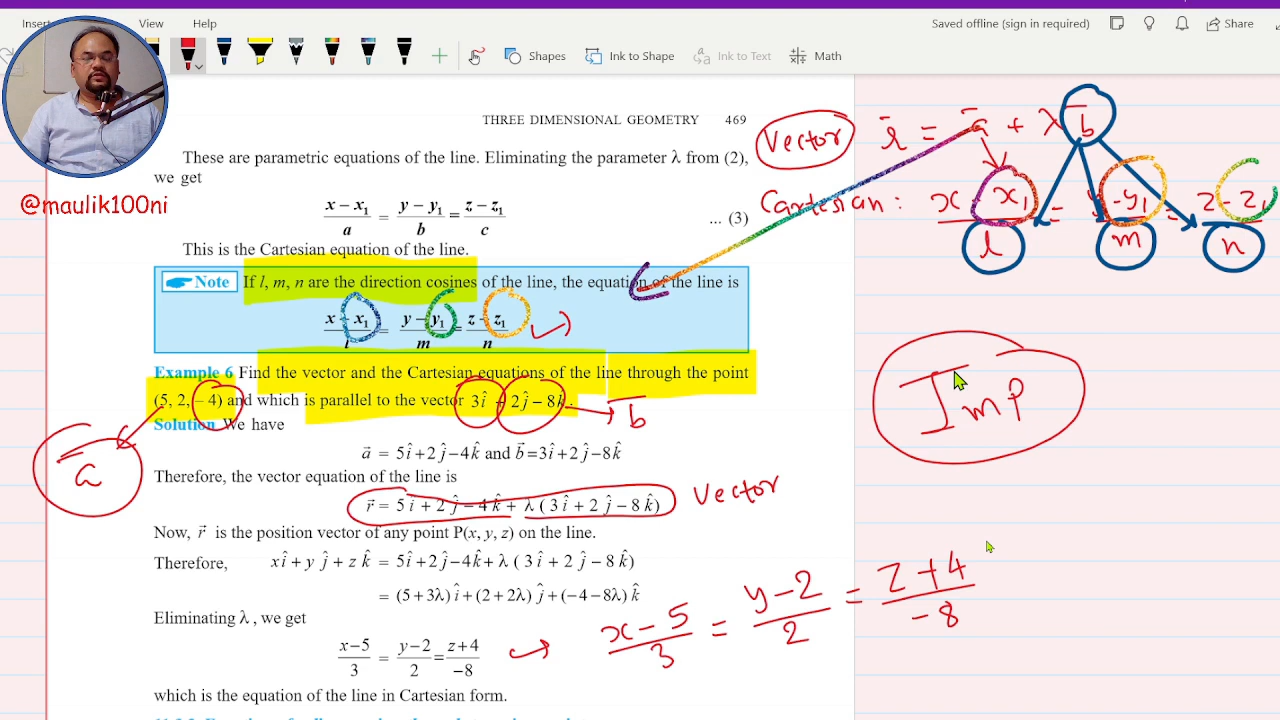 Insert View Help Saved offline (sign in required) Share
Shapes Ink to Shape Ink to Text Math
THREE DIMENSIONAL GEOMETRY 469
These are parametric equations of the line. Eliminating the parameter λ from (2),
we get
(x – x₁)/a = (y – y₁)/b = (z – z₁)/c ... (3)
This is the Cartesian equation of the line.
Note If l, m, n are the direction cosines of the line, the equation of the line is
(x – x₁)/l = (y – y₁)/m = (z – z₁)/n
Example 6 Find the vector and the Cartesian equations of the line through the point
(5, 2, – 4) and which is parallel to the vector 3î + 2ĵ – 8k̂ .
b̄
Solution We have
a⃗ = 5î + 2ĵ – 4k̂ and b⃗ = 3î + 2ĵ – 8k̂
ā
Therefore, the vector equation of the line is
r⃗ = 5î + 2ĵ – 4k̂ + λ ( 3î + 2ĵ – 8k̂ ) Vector
Now, r⃗ is the position vector of any point P(x, y, z) on the line.
Therefore, xî + yĵ + zk̂ = 5î + 2ĵ – 4k̂ + λ ( 3î + 2ĵ – 8k̂ )
= (5 + 3λ) î + (2 + 2λ) ĵ + (–4 – 8λ) k̂
Eliminating λ , we get
(x – 5)/3 = (y – 2)/2 = (z + 4)/–8
which is the equation of the line in Cartesian form.
@maulik100ni
Vector r̄ = ā + λ b̄
Cartesian : (x – x₁)/l = (y – y₁)/m = (z – z₁)/n
Imp
(x – 5)/3 = (y – 2)/2 = (z + 4)/–8